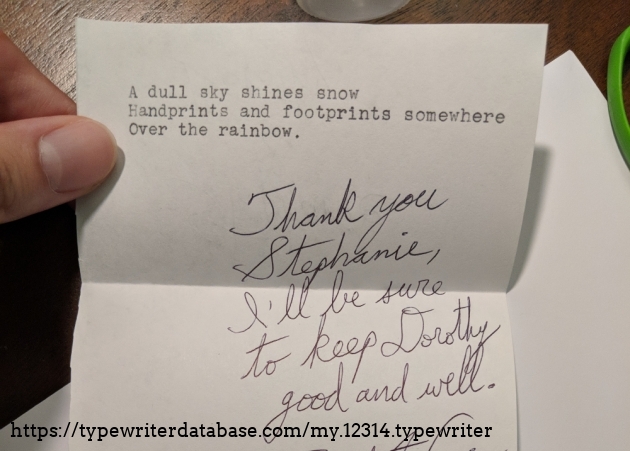 A dull sky shines snow
Handprints and footprints somewhere
Over the rainbow.
Thank you
Stephanie,
I'll be sure
to keep Dorothy
good and well.
https://typewriterdatabase.com/my.12314.typewriter